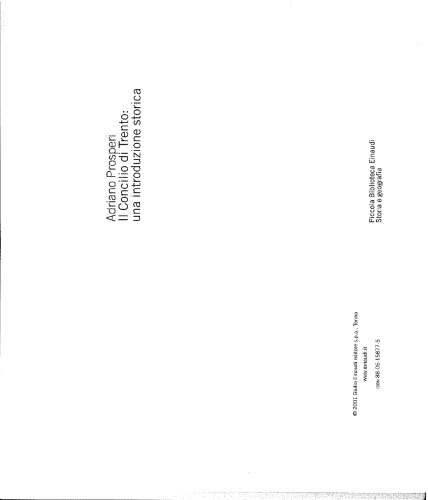 Adriano Prosperi
Il Concilio di Trento:
una introduzione storica
Piccola Biblioteca Einaudi
Storia e geografia
© 2001 Giulio Einaudi editore s.p.a., Torino
www.einaudi.it
ISBN 88-06-15877-5